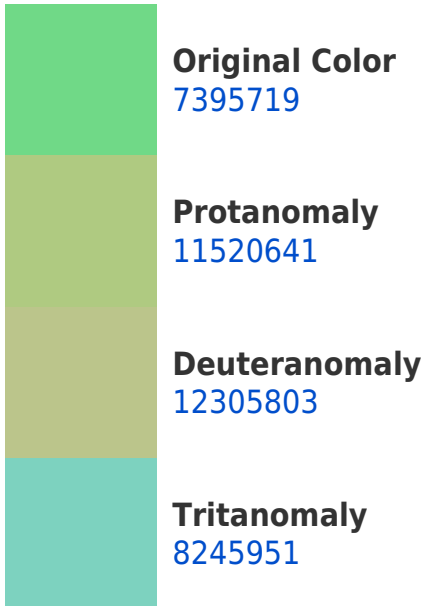 Original Color
7395719
Protanomaly
11520641
Deuteranomaly
12305803
Tritanomaly
8245951